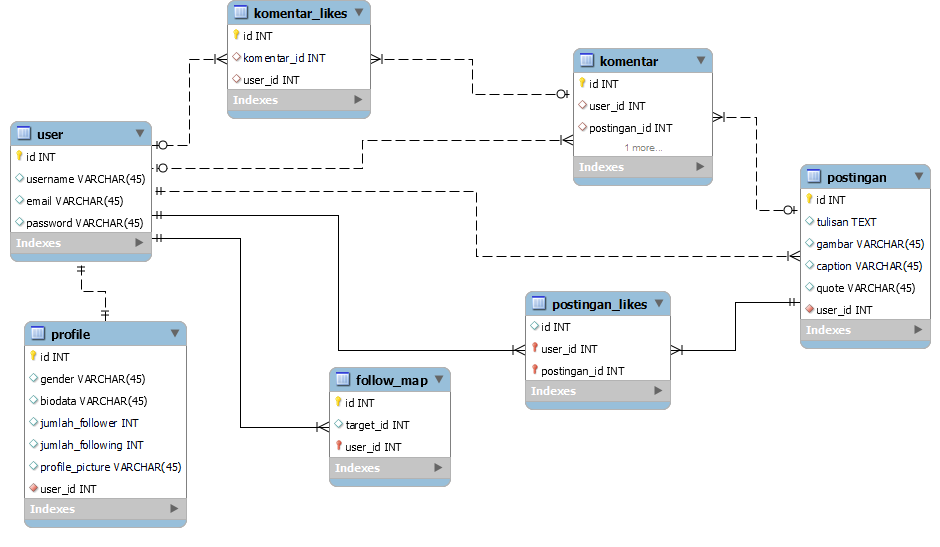 komentar_likes
id INT
komentar_id INT
user_id INT
Indexes
komentar
id INT
user_id INT
postingan_id INT
1 more...
Indexes
user
id INT
username VARCHAR(45)
email VARCHAR(45)
password VARCHAR(45)
Indexes
postingan
id INT
tulisan TEXT
gambar VARCHAR(45)
caption VARCHAR(45)
quote VARCHAR(45)
user_id INT
Indexes
postingan_likes
id INT
user_id INT
postingan_id INT
Indexes
profile
id INT
gender VARCHAR(45)
biodata VARCHAR(45)
jumlah_follower INT
jumlah_following INT
profile_picture VARCHAR(45)
user_id INT
Indexes
follow_map
id INT
target_id INT
user_id INT
Indexes